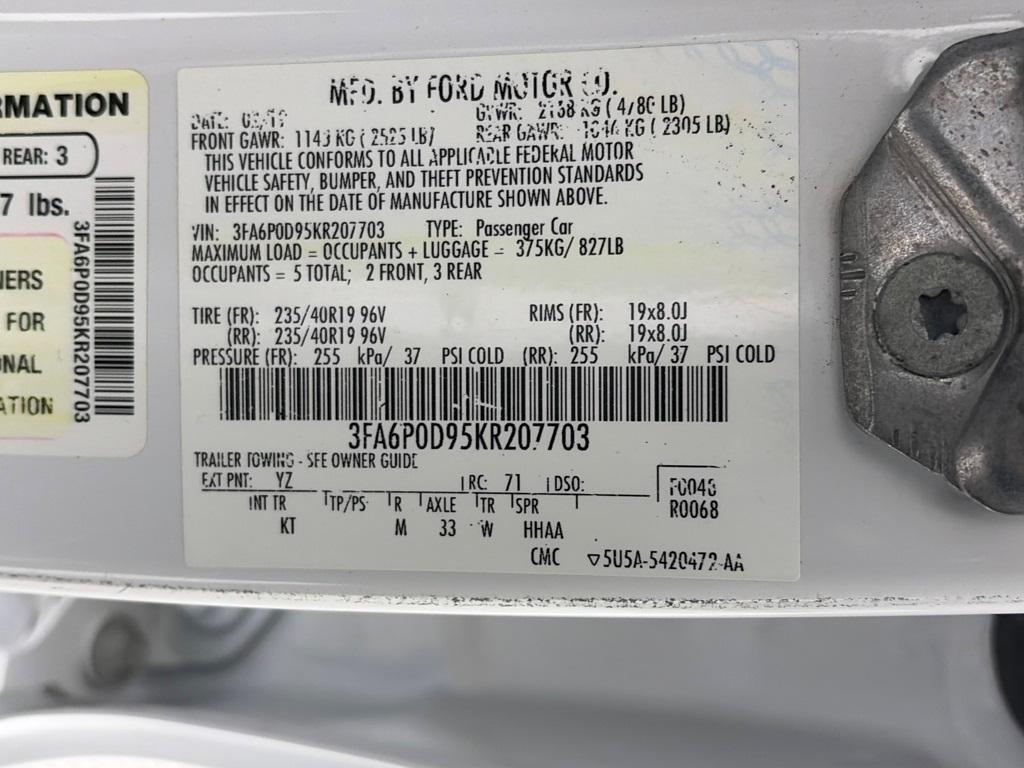 RMATION
REAR: 3
7 lbs.
NERS
FOR
ONAL
ATION
3FA6P0D95KR207703
MFD. BY FORD MOTOR CO.
DATE: GVWR: 2168 KG ( 4780 LB)
FRONT GAWR: 1143 KG ( 2525 LB) REAR GAWR: 1046 KG ( 2305 LB)
THIS VEHICLE CONFORMS TO ALL APPLICABLE FEDERAL MOTOR
VEHICLE SAFETY, BUMPER, AND THEFT PREVENTION STANDARDS
IN EFFECT ON THE DATE OF MANUFACTURE SHOWN ABOVE.
VIN: 3FA6P0D95KR207703 TYPE: Passenger Car
MAXIMUM LOAD = OCCUPANTS + LUGGAGE = 375KG/ 827LB
OCCUPANTS = 5 TOTAL; 2 FRONT, 3 REAR
TIRE (FR): 235/40R19 96V RIMS (FR): 19x8.0J
(RR): 235/40R19 96V (RR): 19x8.0J
PRESSURE (FR): 255 kPa/ 37 PSI COLD (RR): 255 kPa/ 37 PSI COLD
3FA6P0D95KR207703
TRAILER TOWING - SEE OWNER GUIDE
EXT PNT: YZ RC: 71 DSO: F0048
R0068
INT TR TP/PS R AXLE TR SPR
KT M 33 W HHAA
CMC ▽5U5A-5420472-AA